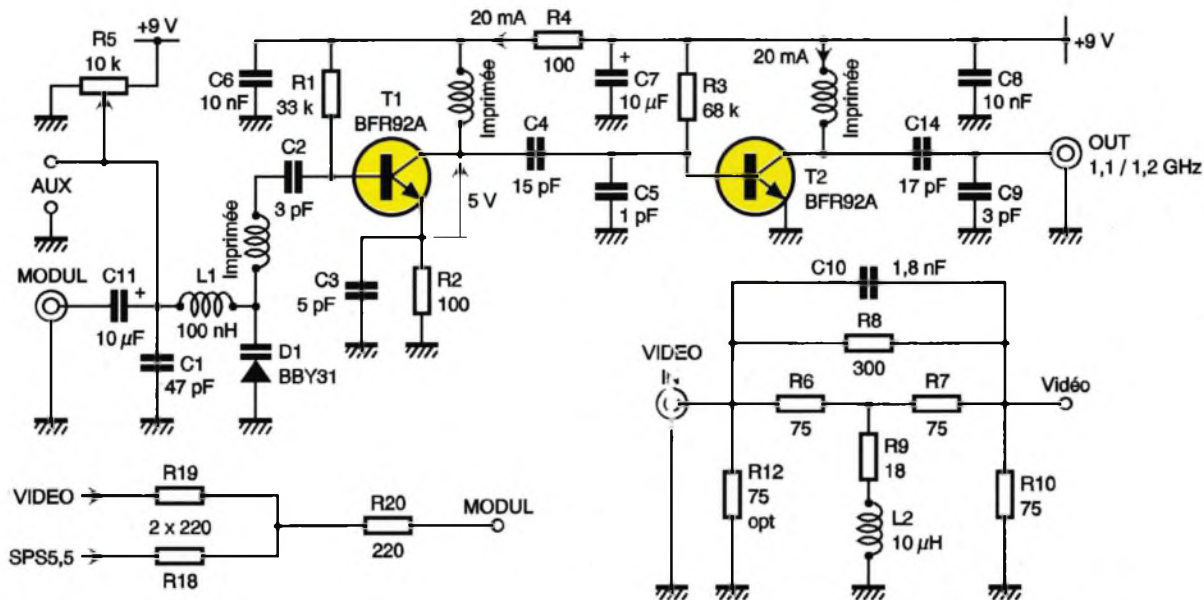 +9 V
R5
10 k
AUX
MODUL
C11
+
10 µF
C1
47 pF
L1
100 nH
D1
BBY31
Imprimée
C2
3 pF
C6
10 nF
R1
33 k
T1
BFR92A
20 mA
R4
100
Imprimée
5 V
C3
5 pF
R2
100
C4
15 pF
C5
1 pF
C7
+
10 µF
R3
68 k
20 mA
Imprimée
T2
BFR92A
C8
10 nF
+9 V
C14
17 pF
C9
3 pF
OUT
1,1 / 1,2 GHz
VIDEO
R19
2 x 220
SPS5,5
R18
R20
220
MODUL
C10
1,8 nF
R8
300
VIDEO
R6
75
R7
75
Vidéo
R12
75
opt
R9
18
L2
10 µH
R10
75